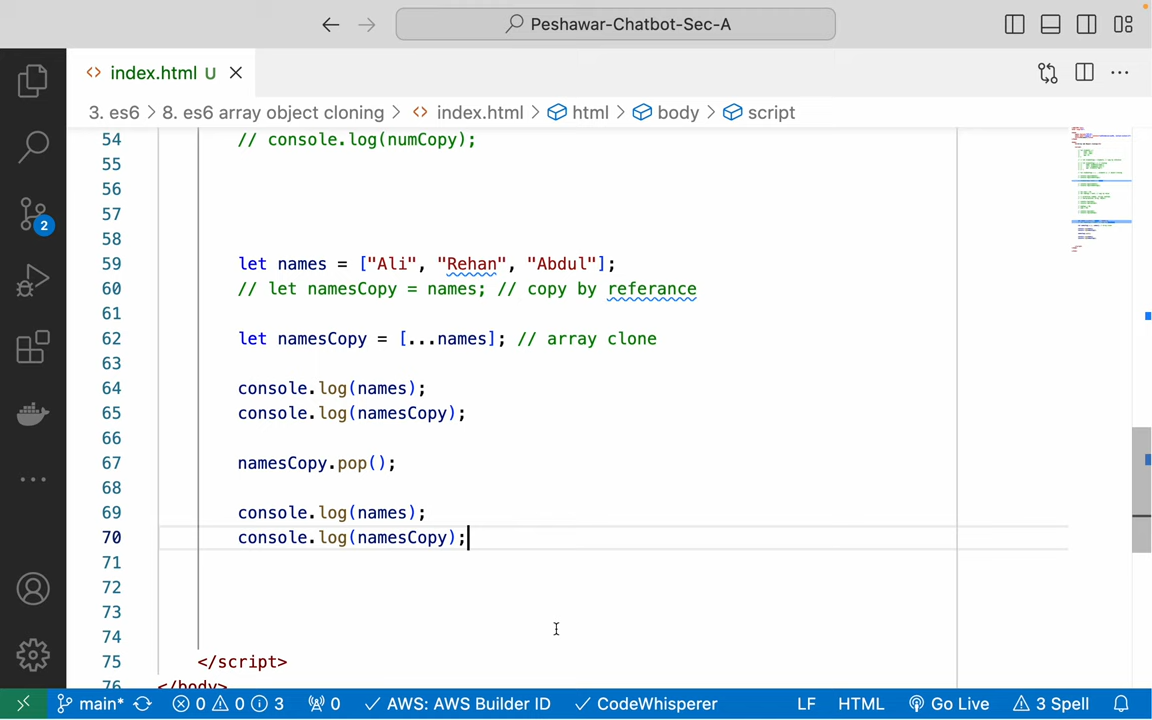 Peshawar-Chatbot-Sec-A
index.html U
3. es6 > 8. es6 array object cloning > index.html > html > body > script
54 // console.log(numCopy);
55
56
57
58
59 let names = ["Ali", "Rehan", "Abdul"];
60 // let namesCopy = names; // copy by referance
61
62 let namesCopy = [...names]; // array clone
63
64 console.log(names);
65 console.log(namesCopy);
66
67 namesCopy.pop();
68
69 console.log(names);
70 console.log(namesCopy);
71
72
73
74
75 </script>
76 </body>
2
main* 0 0 3 0 AWS: AWS Builder ID CodeWhisperer LF HTML Go Live 3 Spell